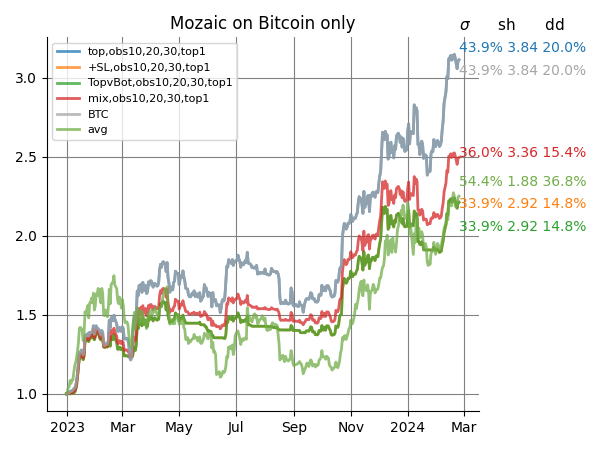 Mozaic on Bitcoin only
σ sh dd
top,obs10,20,30,top1
+SL,obs10,20,30,top1
TopvBot,obs10,20,30,top1
mix,obs10,20,30,top1
BTC
avg
43.9% 3.84 20.0%
43.9% 3.84 20.0%
36.0% 3.36 15.4%
54.4% 1.88 36.8%
33.9% 2.92 14.8%
33.9% 2.92 14.8%
3.0
2.5
2.0
1.5
1.0
2023 Mar May Jul Sep Nov 2024 Mar